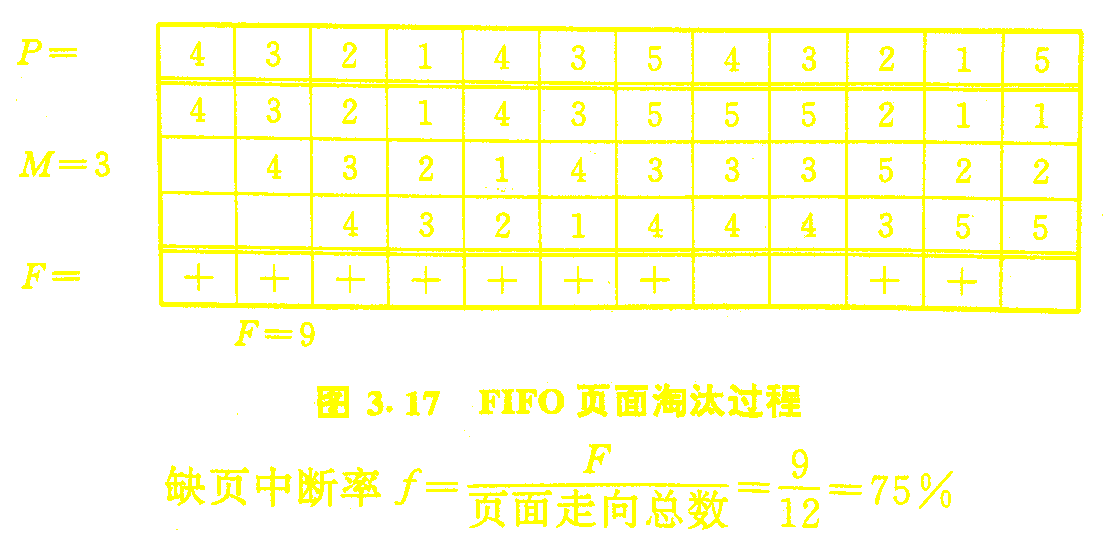 P= 4 3 2 1 4 3 5 4 3 2 1 5
4 3 2 1 4 3 5 5 5 2 1 1
M=3 4 3 2 1 4 3 3 3 5 2 2
4 3 2 1 4 4 4 3 5 5
F= + + + + + + + + +
F=9
图 3.17 FIFO 页面淘汰过程
缺页中断率 f=F/页面走向总数=9/12=75%